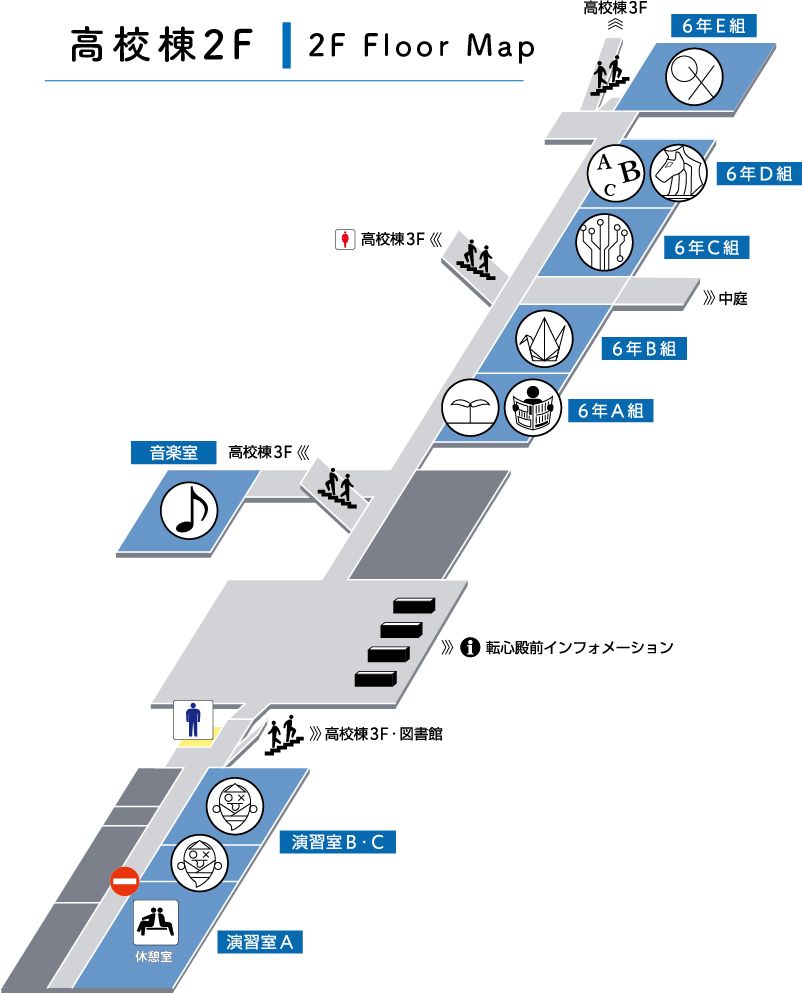 高校棟2F
2F Floor Map
高校棟3F
6年E組
A
B
C
6年D組
高校棟3F
6年C組
中庭
6年B組
6年A組
音楽室
高校棟3F
i 転心殿前インフォメーション
高校棟3F・図書館
演習室B・C
演習室A
休憩室